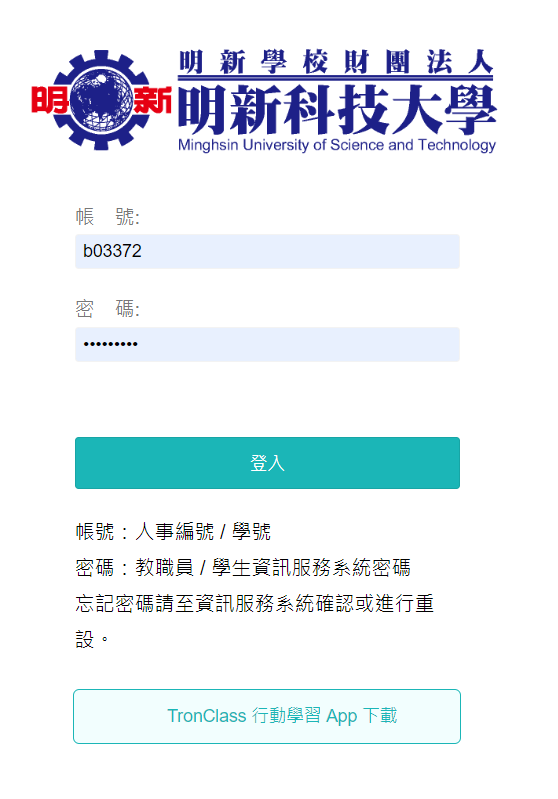 明新學校財團法人
明新
明新科技大學
Minghsin University of Science and Technology
帳 號:
b03372
密 碼:
•••••••••
登入
帳號：人事編號 / 學號
密碼：教職員 / 學生資訊服務系統密碼
忘記密碼請至資訊服務系統確認或進行重
設。
TronClass 行動學習 App 下載